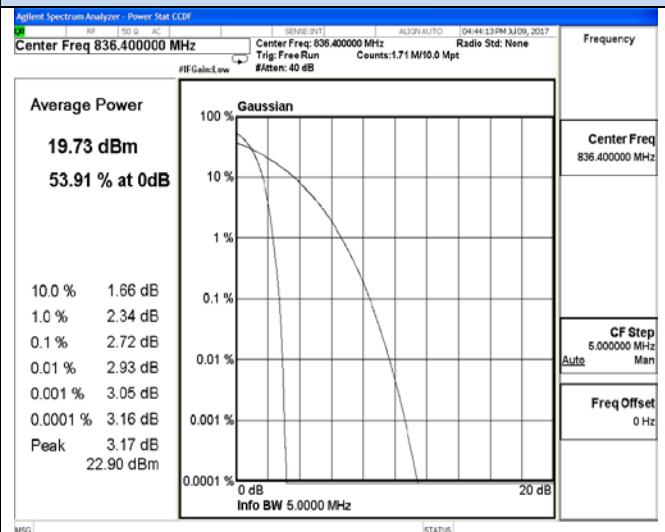 Agilent Spectrum Analyzer - Power Stat CCDF
RF 50 Ω AC SENSE:INT ALIGN AUTO 04:44:13 PM Jul 09, 2017
Center Freq 836.400000 MHz
Center Freq: 836.400000 MHz Radio Std: None
Trig: Free Run Counts:1.71 M/10.0 Mpt
#IFGain:Low #Atten: 40 dB
Frequency
Average Power
19.73 dBm
53.91 % at 0dB
10.0 % 1.66 dB
1.0 % 2.34 dB
0.1 % 2.72 dB
0.01 % 2.93 dB
0.001 % 3.05 dB
0.0001 % 3.16 dB
Peak 3.17 dB
22.90 dBm
Gaussian
100 %
10 %
1 %
0.1 %
0.01 %
0.001 %
0.0001 %
0 dB 20 dB
Info BW 5.0000 MHz
Center Freq
836.400000 MHz
CF Step
5.000000 MHz
Auto Man
Freq Offset
0 Hz
MSG STATUS